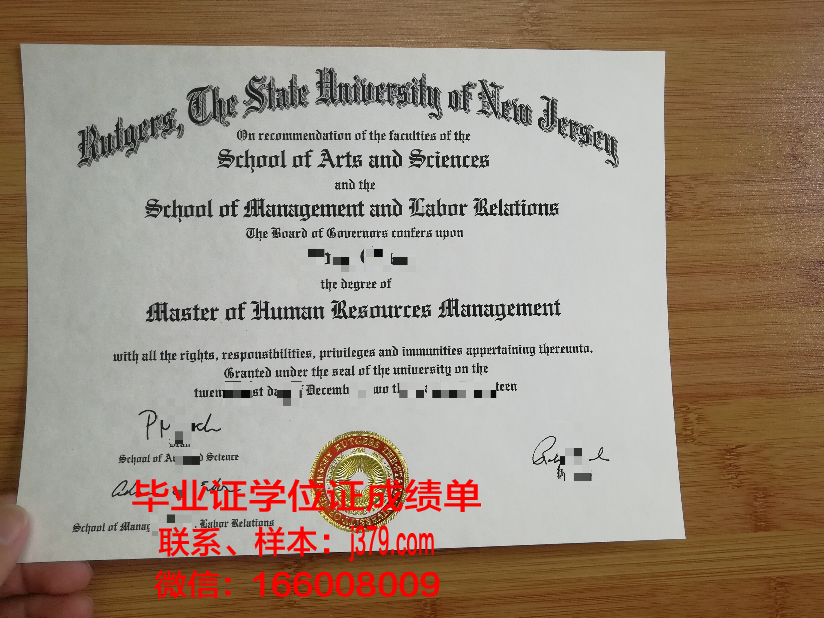 Rutgers, The State University of New Jersey
On recommendation of the faculties of the
School of Arts and Sciences
and the
School of Management and Labor Relations
The Board of Governors confers upon
the degree of
Master of Human Resources Management
with all the rights, responsibilities, privileges and immunities appertaining thereunto.
Granted under the seal of the university on the
School of Science
School of Labor Relations
毕业证学位证成绩单
联系、样本：j379.com
微信：166008009